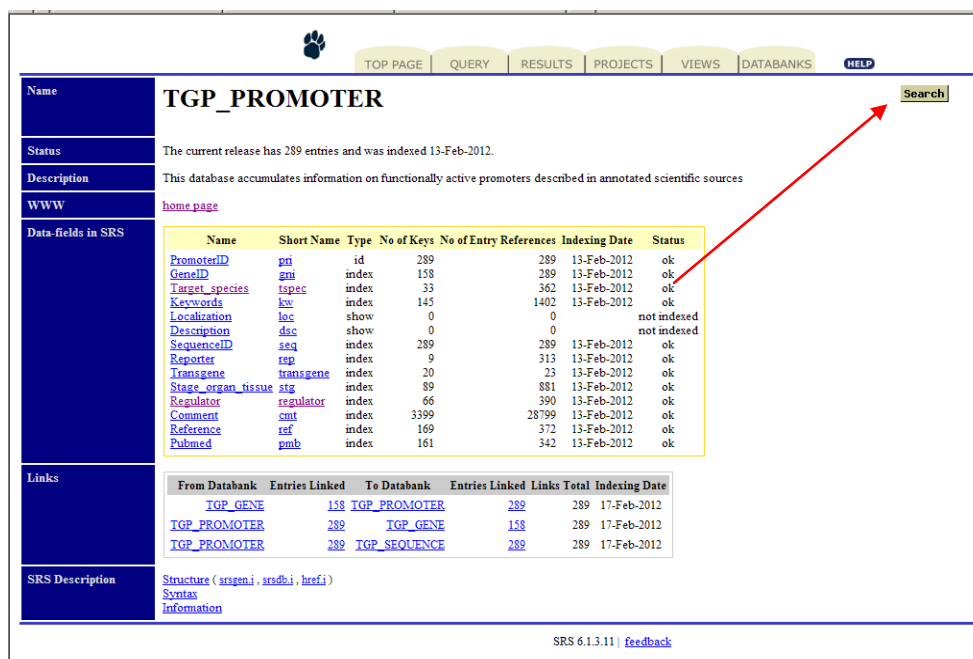 TOP PAGE QUERY RESULTS PROJECTS VIEWS DATABANKS HELP
Name TGP_PROMOTER Search
Status The current release has 289 entries and was indexed 13-Feb-2012.
Description This database accumulates information on functionally active promoters described in annotated scientific sources
WWW home page
Data-fields in SRS
Name Short Name Type No of Keys No of Entry References Indexing Date Status
PromoterID pri id 289 289 13-Feb-2012 ok
GeneID gni index 158 289 13-Feb-2012 ok
Target_species tspec index 33 362 13-Feb-2012 ok
Keywords kw index 145 1402 13-Feb-2012 ok
Localization loc show 0 0 not indexed
Description dsc show 0 0 not indexed
SequenceID seq index 289 289 13-Feb-2012 ok
Reporter rep index 9 313 13-Feb-2012 ok
Transgene transgene index 20 23 13-Feb-2012 ok
Stage_organ_tissue stg index 89 881 13-Feb-2012 ok
Regulator regulator index 66 390 13-Feb-2012 ok
Comment cmt index 3399 28799 13-Feb-2012 ok
Reference ref index 169 372 13-Feb-2012 ok
Pubmed pmb index 161 342 13-Feb-2012 ok
Links
From Databank Entries Linked To Databank Entries Linked Links Total Indexing Date
TGP_GENE 158 TGP_PROMOTER 289 289 17-Feb-2012
TGP_PROMOTER 289 TGP_GENE 158 289 17-Feb-2012
TGP_PROMOTER 289 TGP_SEQUENCE 289 289 17-Feb-2012
SRS Description Structure ( srsgen.i , srsdb.i , href.i )
Syntax
Information
SRS 6.1.3.11 | feedback